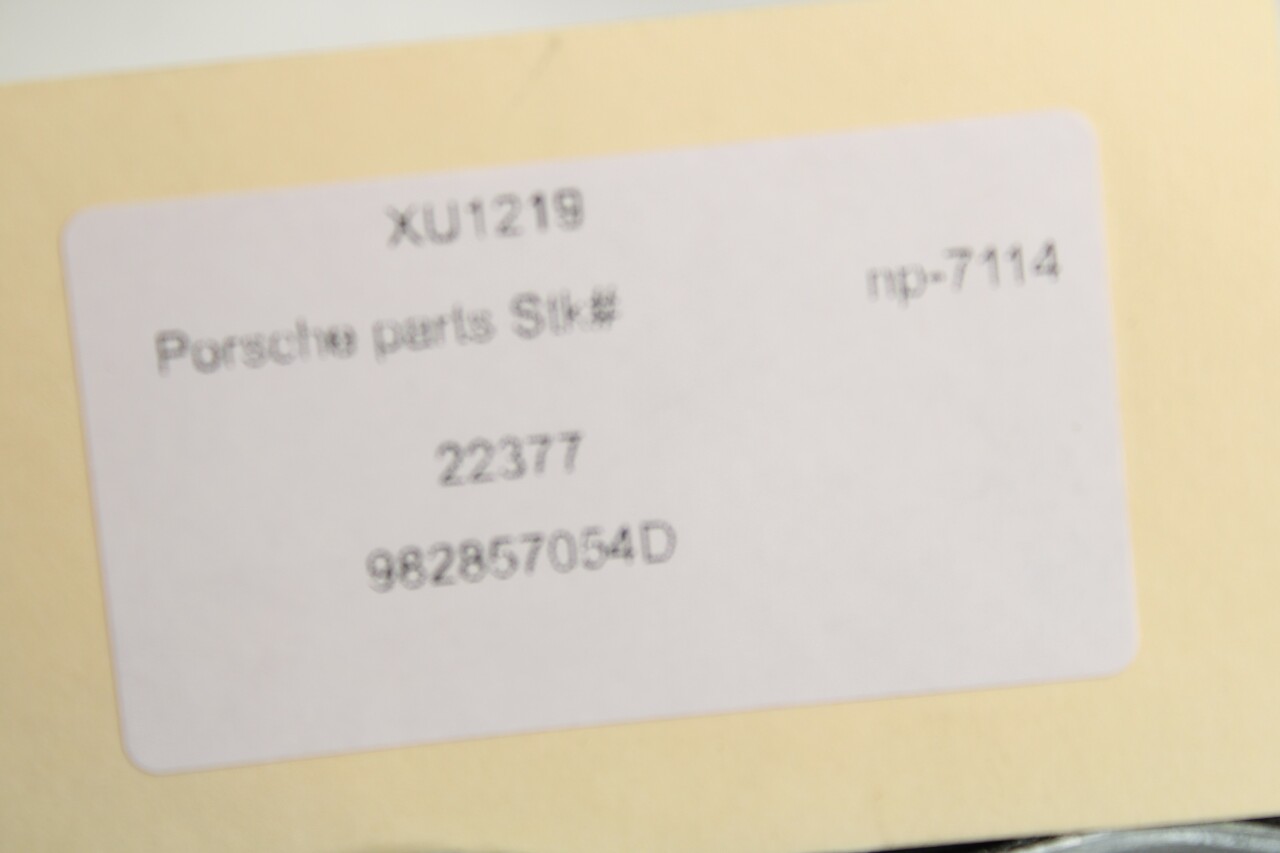 XU1219
np-7114
Porsche parts Stk#
22377
982857054D